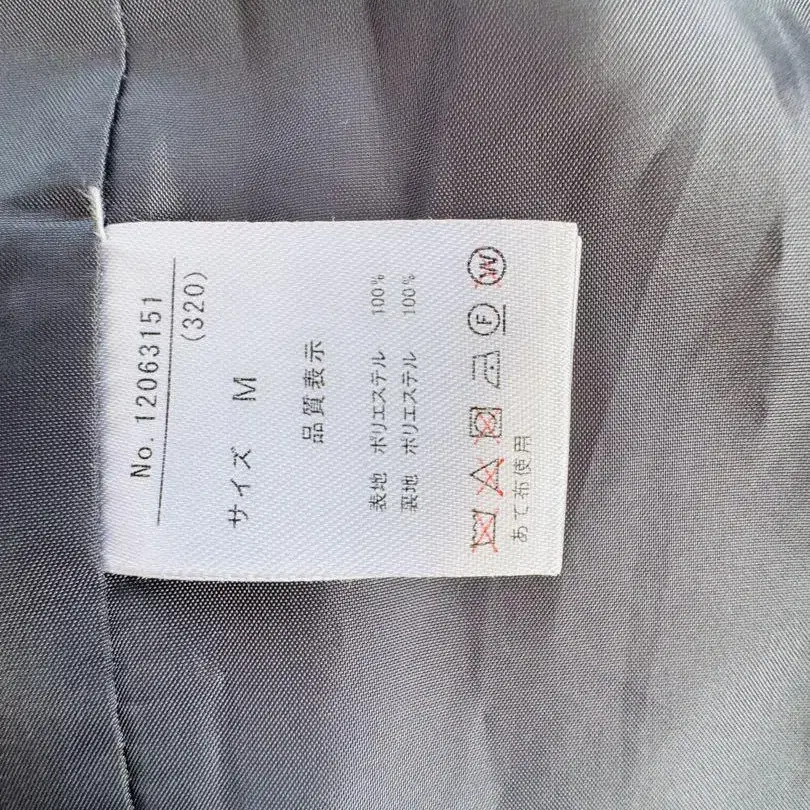 No. 12063151
(320)
サイズ M
品質表示
表地 ポリエステル 100%
裏地 ポリエステル 100%
F W
あて布使用